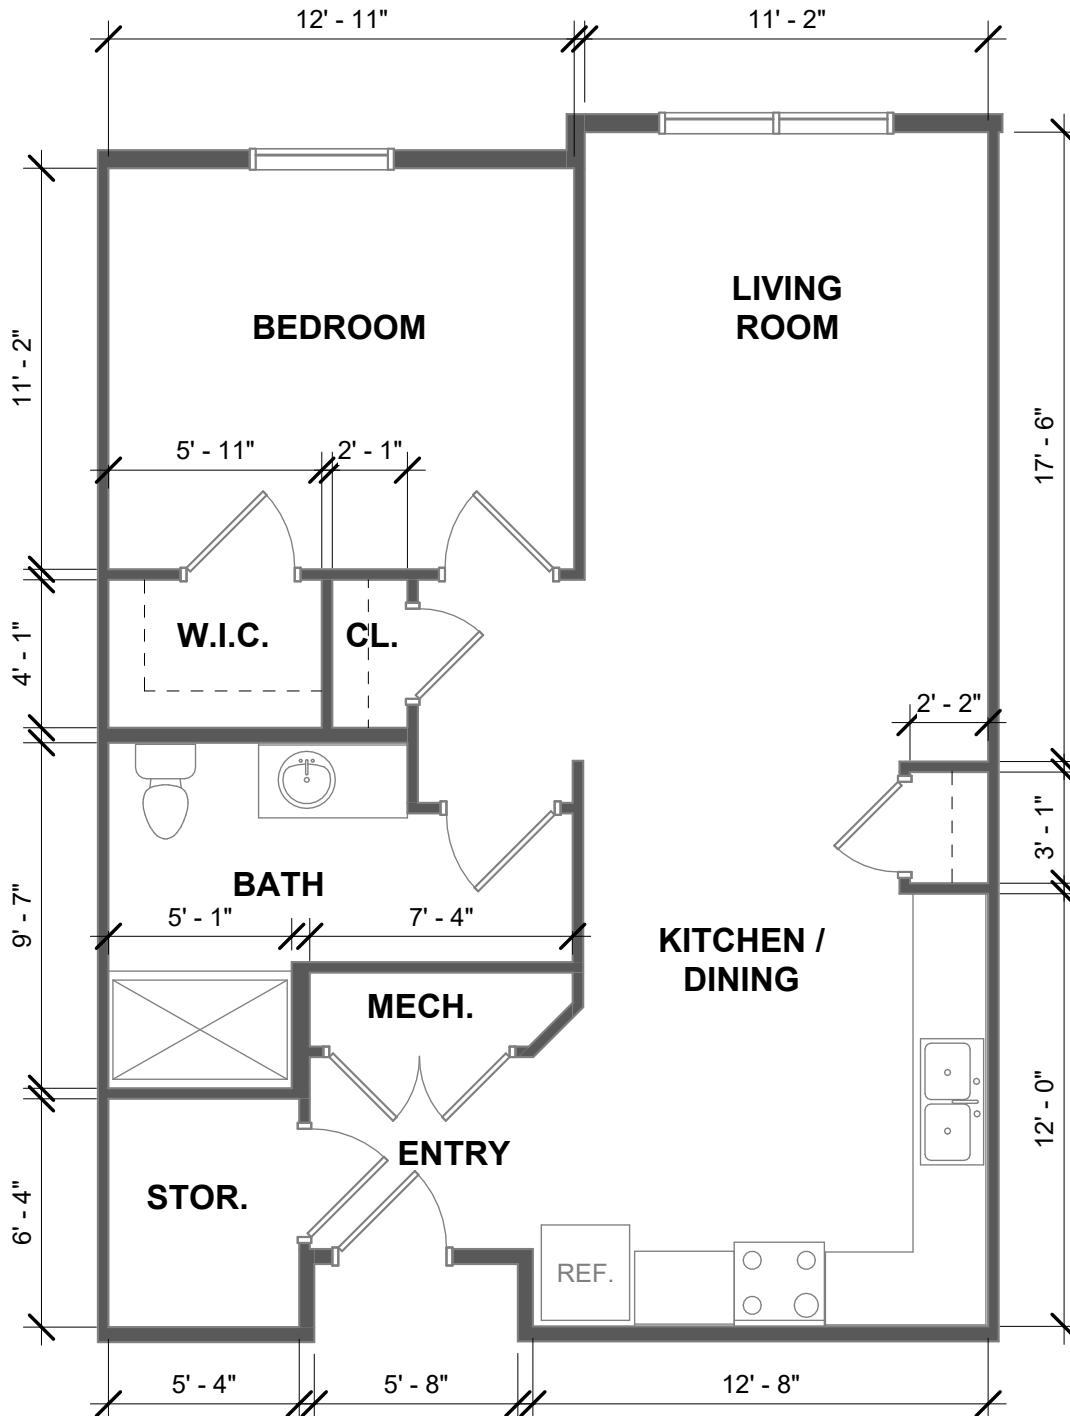 12' - 11"
11' - 2"
LIVING
ROOM
BEDROOM
11' - 2"
17' - 6"
5' - 11"
2' - 1"
4' - 1"
W.I.C.
CL.
2' - 2"
3' - 1"
BATH
9' - 7"
5' - 1"
7' - 4"
KITCHEN /
DINING
MECH.
12' - 0"
ENTRY
STOR.
6' - 4"
REF.
5' - 4"
5' - 8"
12' - 8"